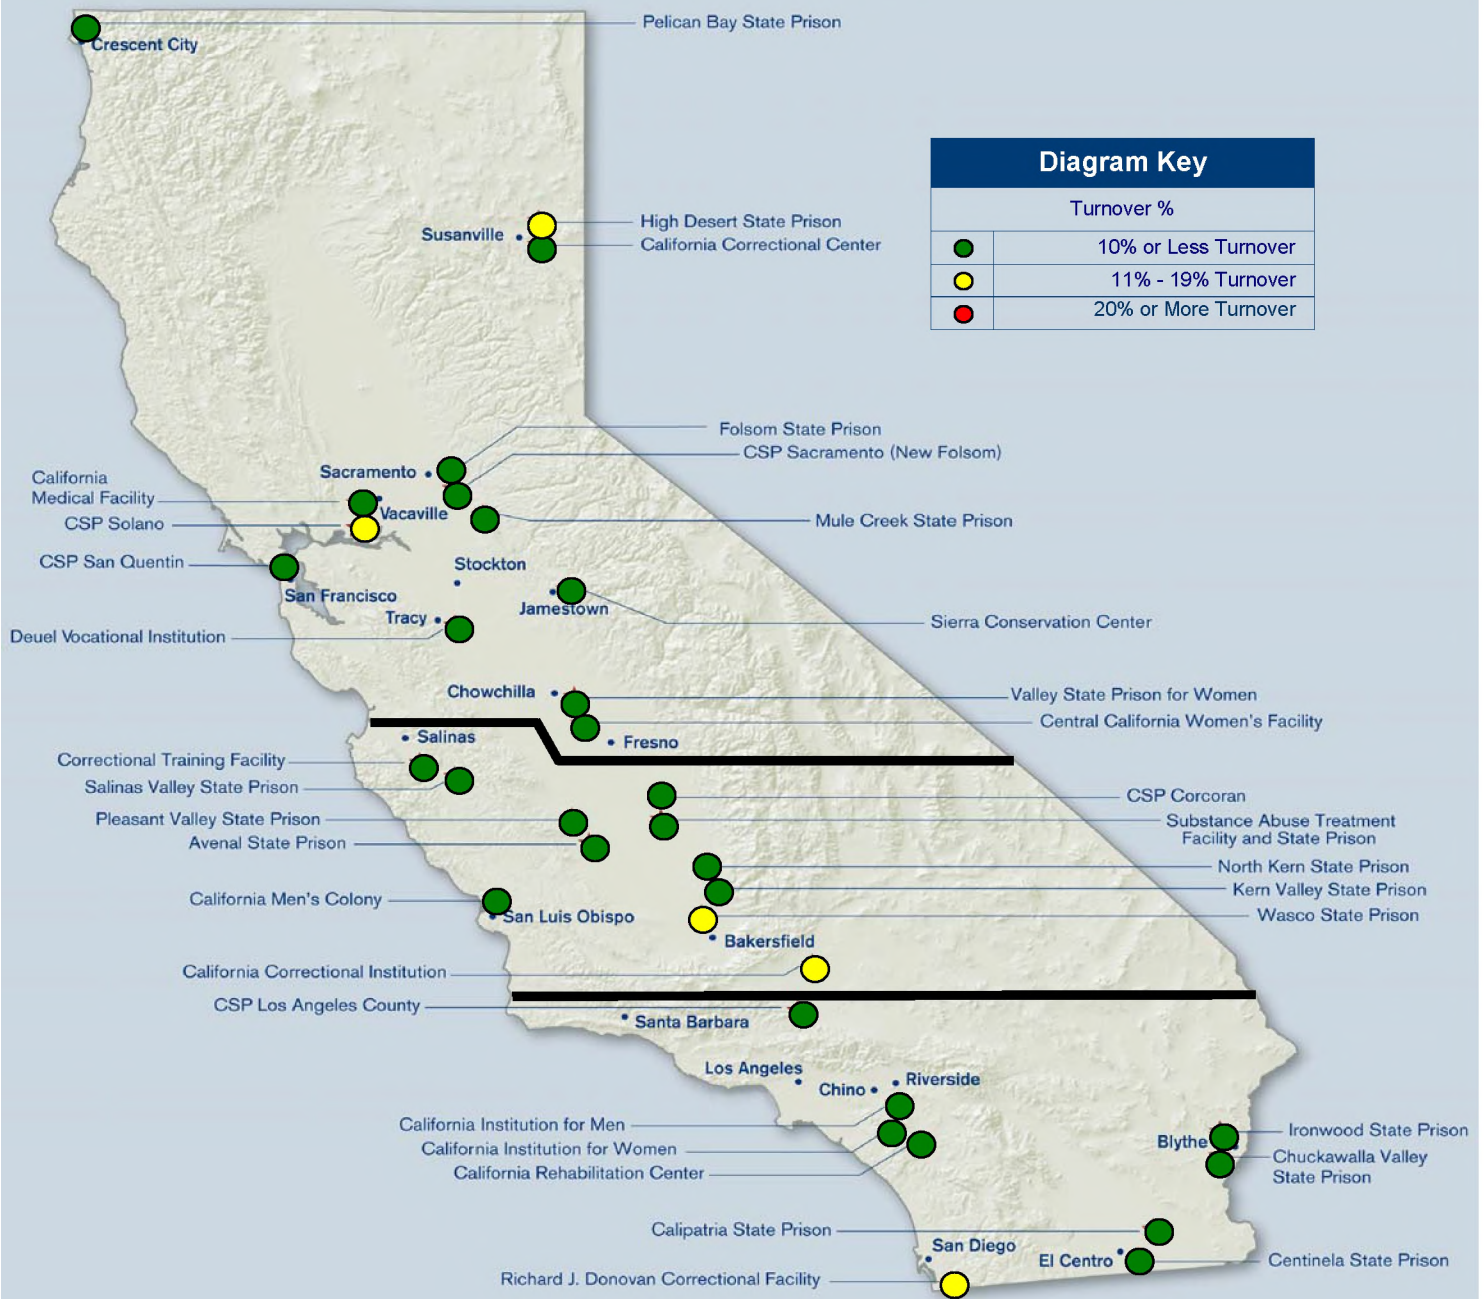 Pelican Bay State Prison
Crescent City
Diagram Key
Turnover %
10% or Less Turnover
11% - 19% Turnover
20% or More Turnover
High Desert State Prison
Susanville
California Correctional Center
Folsom State Prison
CSP Sacramento (New Folsom)
Sacramento
California
Medical Facility
Vacaville
CSP Solano
Mule Creek State Prison
CSP San Quentin
Stockton
San Francisco
Jamestown
Tracy
Sierra Conservation Center
Deuel Vocational Institution
Chowchilla
Valley State Prison for Women
Central California Women's Facility
Salinas
Fresno
Correctional Training Facility
Salinas Valley State Prison
CSP Corcoran
Pleasant Valley State Prison
Substance Abuse Treatment
Facility and State Prison
Avenal State Prison
North Kern State Prison
Kern Valley State Prison
California Men's Colony
San Luis Obispo
Wasco State Prison
Bakersfield
California Correctional Institution
CSP Los Angeles County
Santa Barbara
Los Angeles
Riverside
Chino
California Institution for Men
California Institution for Women
California Rehabilitation Center
Ironwood State Prison
Blythe
Chuckawalla Valley
State Prison
Calipatria State Prison
San Diego
El Centro
Centinela State Prison
Richard J. Donovan Correctional Facility